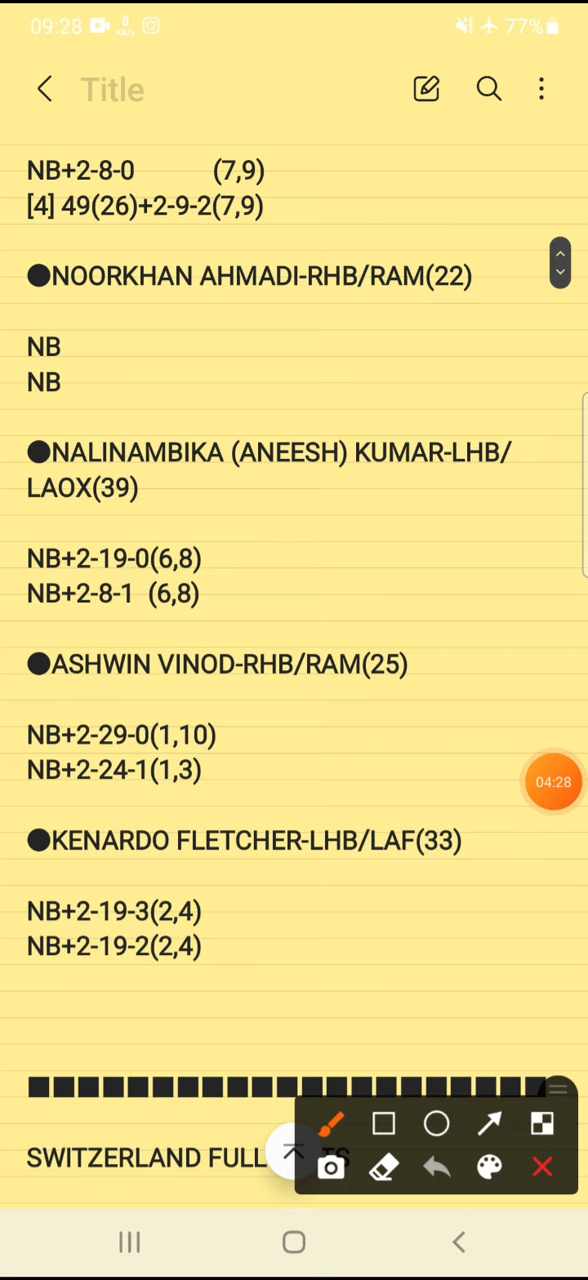 09:28 0 KB/s 77%
Title
NB+2-8-0 (7,9)
[4] 49(26)+2-9-2(7,9)
●NOORKHAN AHMADI-RHB/RAM(22)
NB
NB
●NALINAMBIKA (ANEESH) KUMAR-LHB/
LAOX(39)
NB+2-19-0(6,8)
NB+2-8-1 (6,8)
●ASHWIN VINOD-RHB/RAM(25)
NB+2-29-0(1,10)
NB+2-24-1(1,3)
04:28
●KENARDO FLETCHER-LHB/LAF(33)
NB+2-19-3(2,4)
NB+2-19-2(2,4)
SWITZERLAND FULL